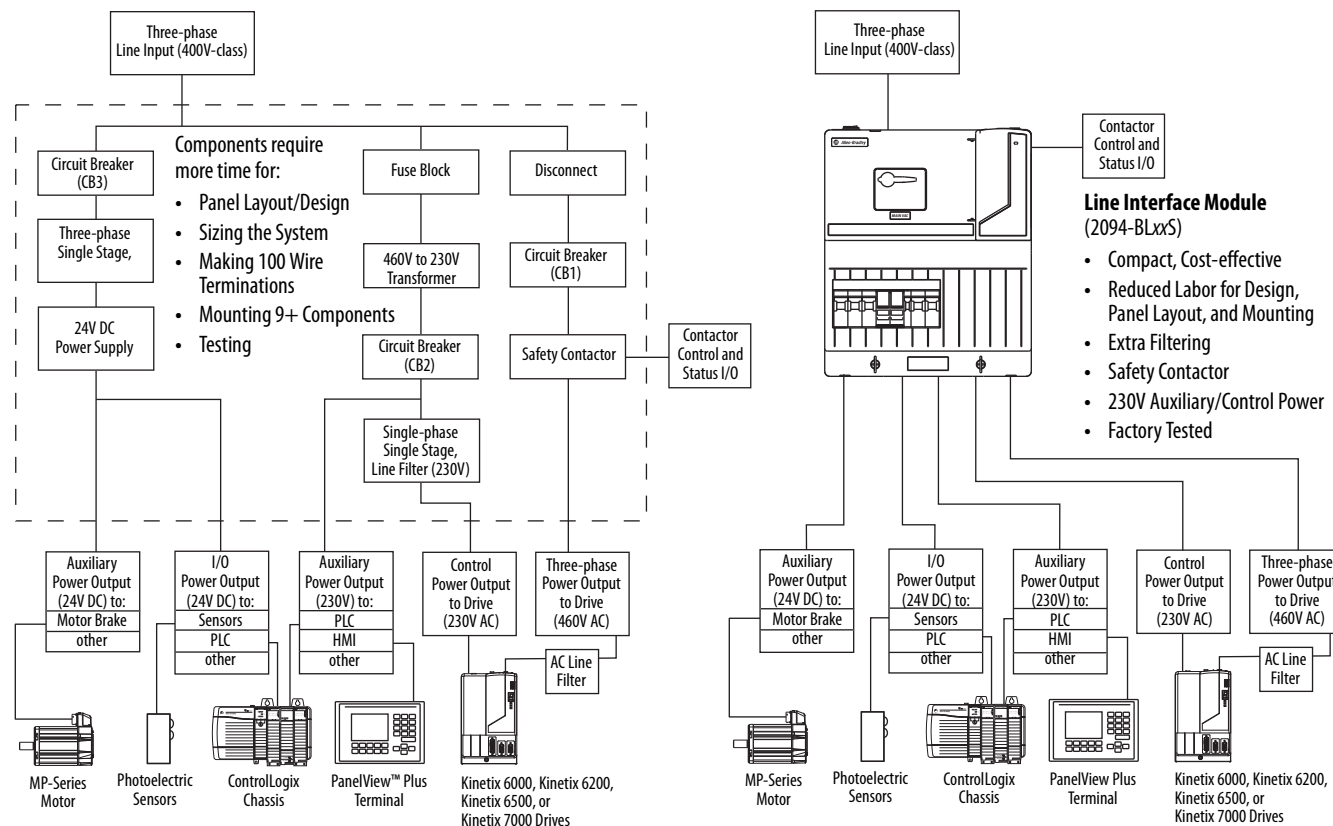 Three-phase
Line Input (400V-class)
Circuit Breaker
(CB3)
Three-phase
Single Stage,
24V DC
Power Supply
Components require
more time for:
• Panel Layout/Design
• Sizing the System
• Making 100 Wire
Terminations
• Mounting 9+ Components
• Testing
Fuse Block
460V to 230V
Transformer
Circuit Breaker
(CB2)
Single-phase
Single Stage,
Line Filter (230V)
Disconnect
Circuit Breaker
(CB1)
Safety Contactor
Contactor
Control and
Status I/O
Auxiliary
Power Output
(24V DC) to:
Motor Brake
other
I/O
Power Output
(24V DC) to:
Sensors
PLC
other
Auxiliary
Power Output
(230V) to:
PLC
HMI
other
Control
Power Output
to Drive
(230V AC)
Three-phase
Power Output
to Drive
(460V AC)
AC Line
Filter
MP-Series
Motor
Photoelectric
Sensors
ControlLogix
Chassis
PanelView™ Plus
Terminal
Kinetix 6000, Kinetix 6200,
Kinetix 6500, or
Kinetix 7000 Drives
Three-phase
Line Input (400V-class)
Allen-Bradley
Contactor
Control and
Status I/O
Line Interface Module
(2094-BLxxS)
• Compact, Cost-effective
• Reduced Labor for Design,
Panel Layout, and Mounting
• Extra Filtering
• Safety Contactor
• 230V Auxiliary/Control Power
• Factory Tested
Auxiliary
Power Output
(24V DC) to:
Motor Brake
other
I/O
Power Output
(24V DC) to:
Sensors
PLC
other
Auxiliary
Power Output
(230V) to:
PLC
HMI
other
Control
Power Output
to Drive
(230V AC)
Three-phase
Power Output
to Drive
(460V AC)
AC Line
Filter
MP-Series
Motor
Photoelectric
Sensors
ControlLogix
Chassis
PanelView Plus
Terminal
Kinetix 6000, Kinetix 6200,
Kinetix 6500, or
Kinetix 7000 Drives